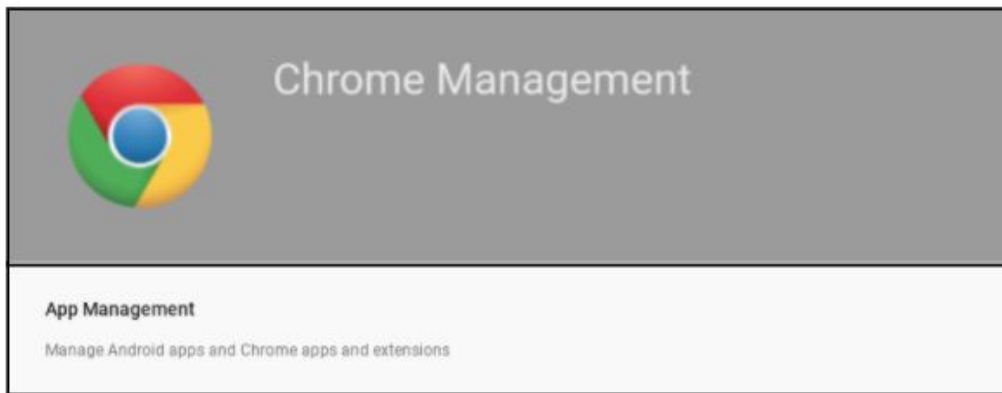 Chrome Management
App Management
Manage Android apps and Chrome apps and extensions